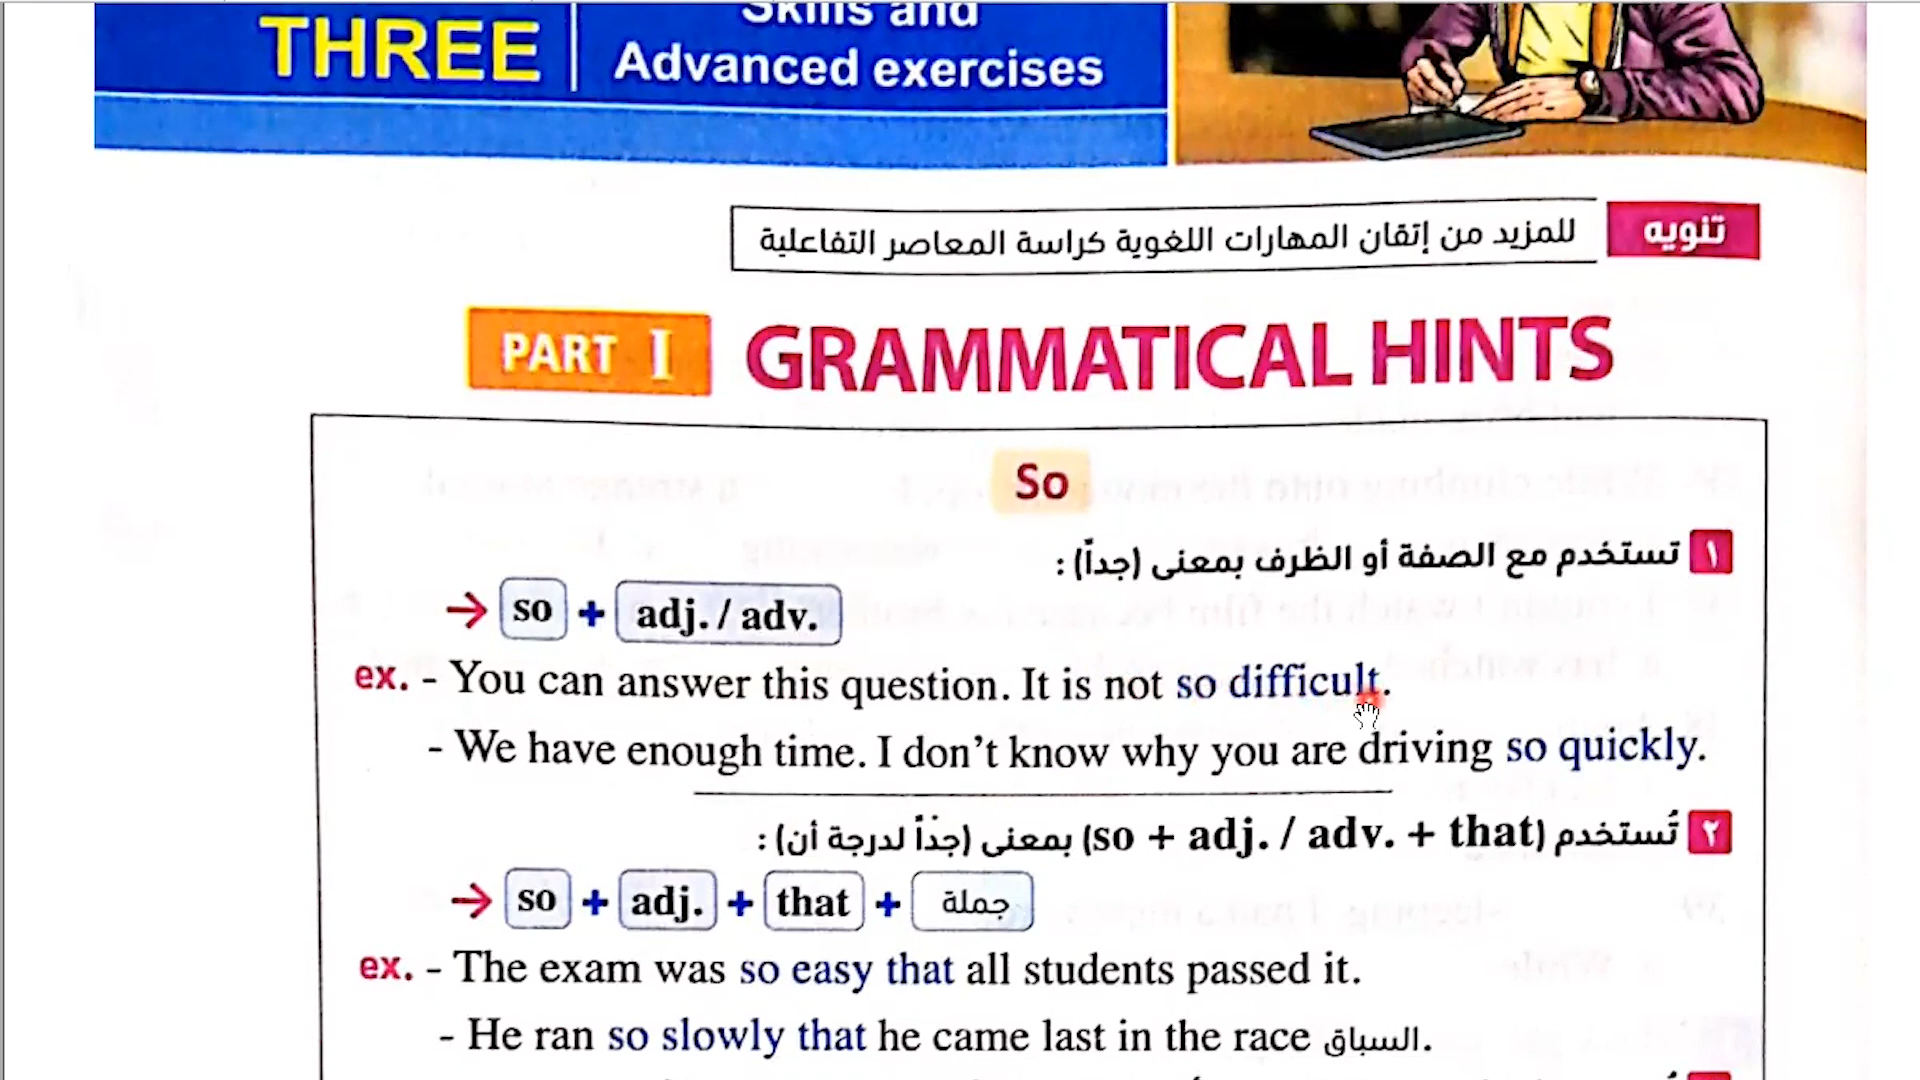 THREE
Skills and
Advanced exercises
تنويه للمزيد من إتقان المهارات اللغوية كراسة المعاصر التفاعلية
PART I GRAMMATICAL HINTS
So
١ تستخدم مع الصفة أو الظرف بمعنى (جداً) :
→ so + adj. / adv.
ex. - You can answer this question. It is not so difficult.
- We have enough time. I don't know why you are driving so quickly.
٢ تُستخدم (so + adj. / adv. + that) بمعنى (جداً لدرجة أن) :
→ so + adj. + that + جملة
ex. - The exam was so easy that all students passed it.
- He ran so slowly that he came last in the race السباق.